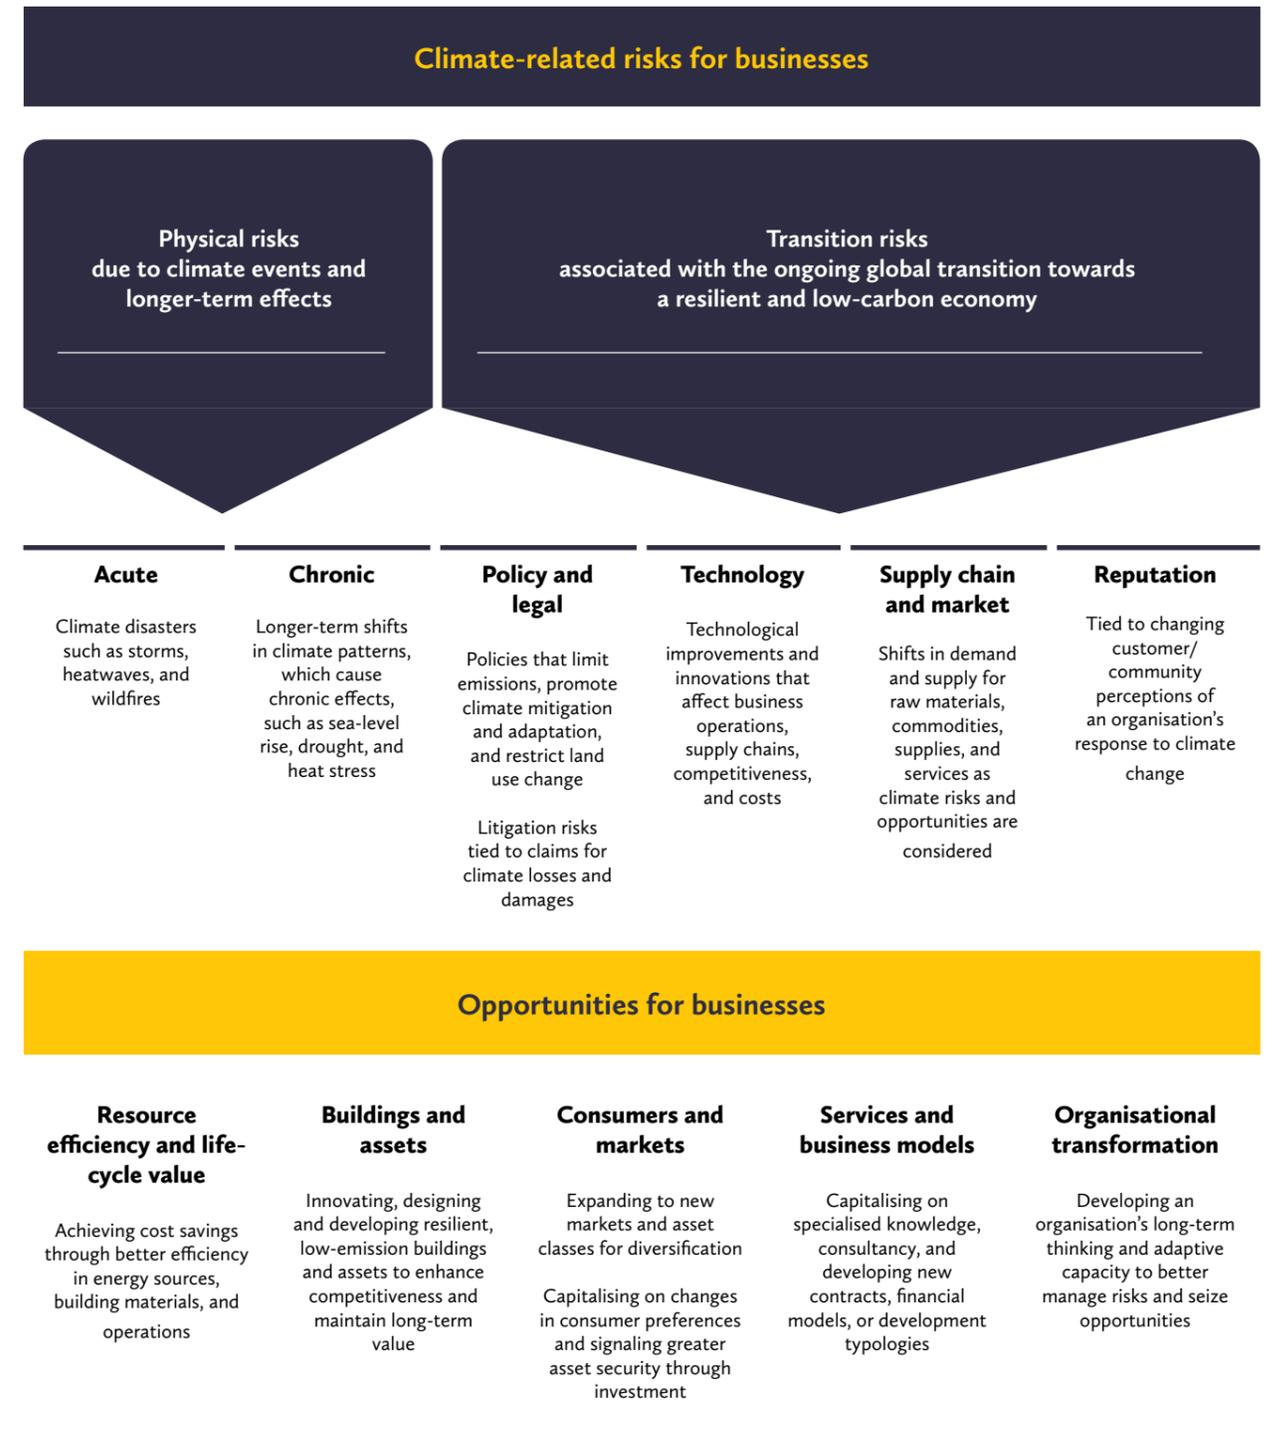 Climate-related risks for businesses
Physical risks
due to climate events and
longer-term effects
Transition risks
associated with the ongoing global transition towards
a resilient and low-carbon economy
Acute
Climate disasters
such as storms,
heatwaves, and
wildfires
Chronic
Longer-term shifts
in climate patterns,
which cause
chronic effects,
such as sea-level
rise, drought, and
heat stress
Policy and
legal
Policies that limit
emissions, promote
climate mitigation
and adaptation,
and restrict land
use change
Litigation risks
tied to claims for
climate losses and
damages
Technology
Technological
improvements and
innovations that
affect business
operations,
supply chains,
competitiveness,
and costs
Supply chain
and market
Shifts in demand
and supply for
raw materials,
commodities,
supplies, and
services as
climate risks and
opportunities are
considered
Reputation
Tied to changing
customer/
community
perceptions of
an organisation's
response to climate
change
Opportunities for businesses
Resource
efficiency and life-
cycle value
Achieving cost savings
through better efficiency
in energy sources,
building materials, and
operations
Buildings and
assets
Innovating, designing
and developing resilient,
low-emission buildings
and assets to enhance
competitiveness and
maintain long-term
value
Consumers and
markets
Expanding to new
markets and asset
classes for diversification
Capitalising on changes
in consumer preferences
and signaling greater
asset security through
investment
Services and
business models
Capitalising on
specialised knowledge,
consultancy, and
developing new
contracts, financial
models, or development
typologies
Organisational
transformation
Developing an
organisation's long-term
thinking and adaptive
capacity to better
manage risks and seize
opportunities